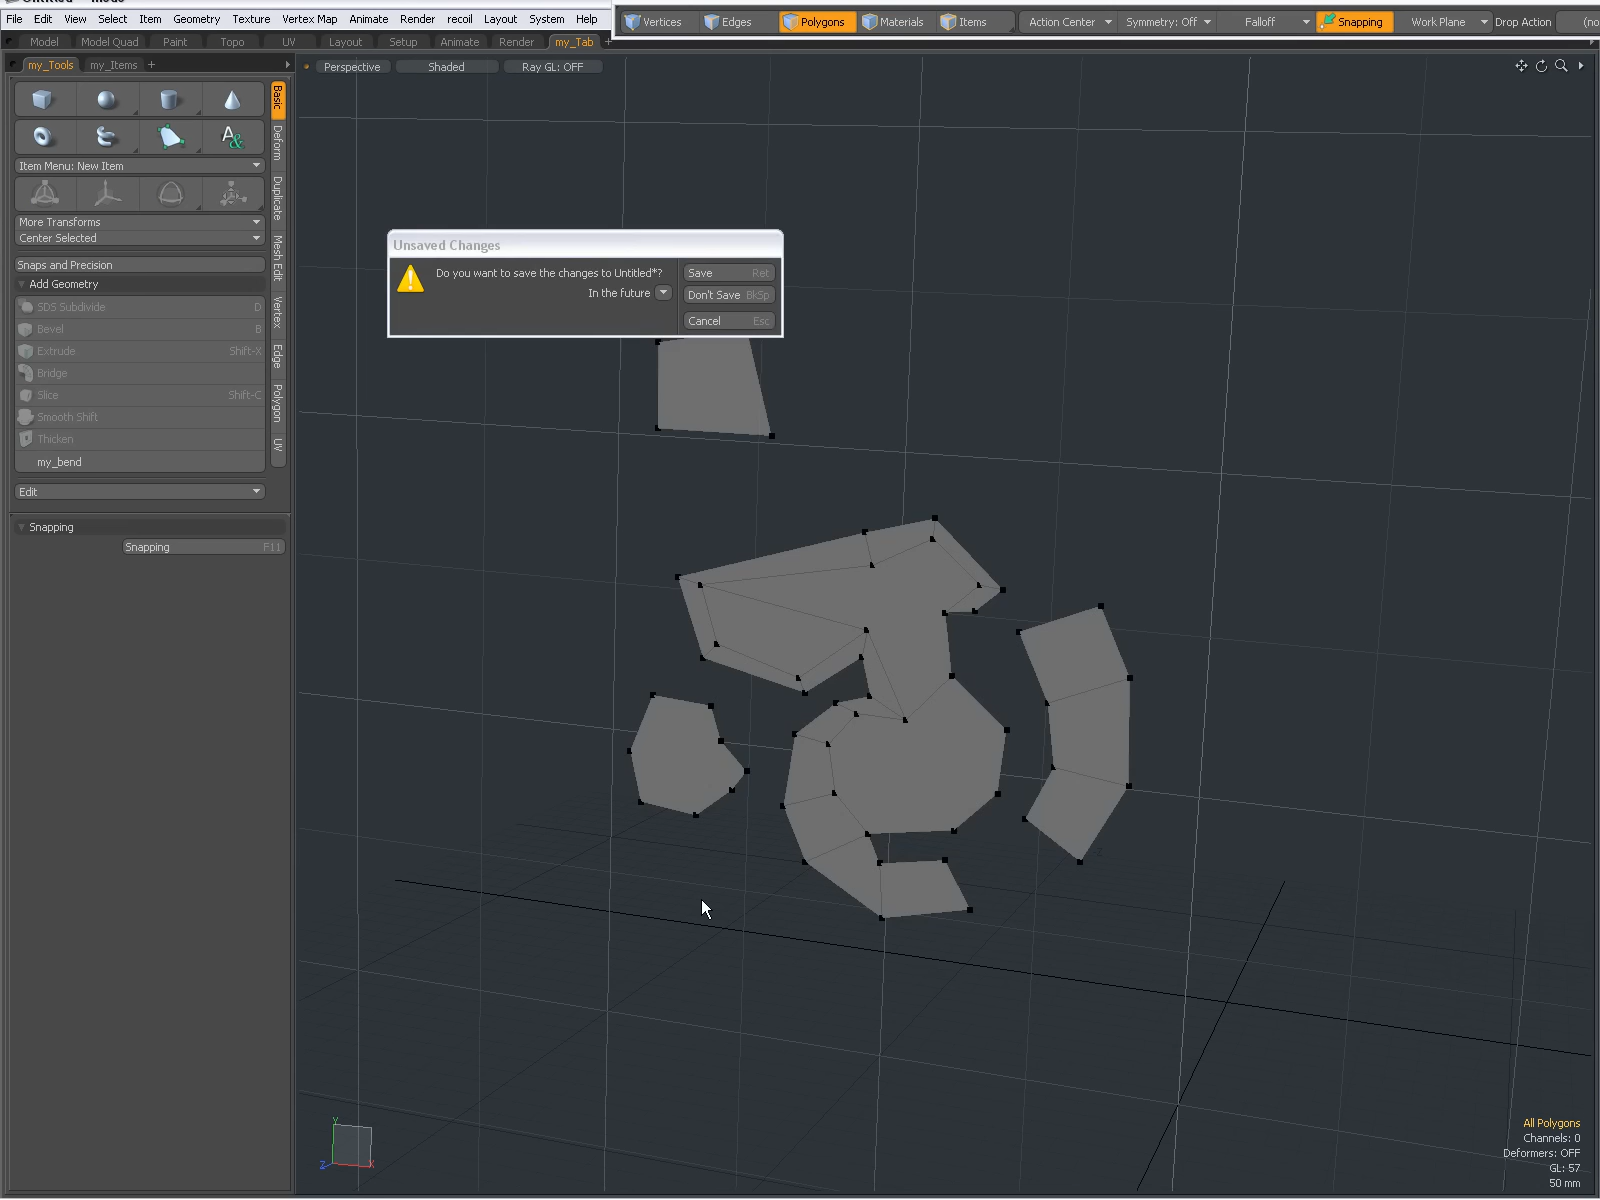 File Edit View Select Item Geometry Texture Vertex Map Animate Render recoil Layout System Help
Vertices Edges Polygons Materials Items Action Center Symmetry: Off Falloff Snapping Work Plane Drop Action (no
Model Model Quad Paint Topo UV Layout Setup Animate Render my_Tab +
my_Tools my_Items +
Perspective Shaded Ray GL: OFF
Basic
Deform
Duplicate
Mesh Edit
Vertex
Edge
Polygon
UV
A&
Item Menu: New Item
More Transforms
Center Selected
Snaps and Precision
Add Geometry
SDS Subdivide D
Bevel B
Extrude Shift-X
Bridge
Slice Shift-C
Smooth Shift
Thicken
my_bend
Edit
Snapping
Snapping F11
Unsaved Changes
Do you want to save the changes to Untitled*?
In the future
Save Ret
Don't Save BkSp
Cancel Esc
Y
Z X
All Polygons
Channels: 0
Deformers: OFF
GL: 57
50 mm